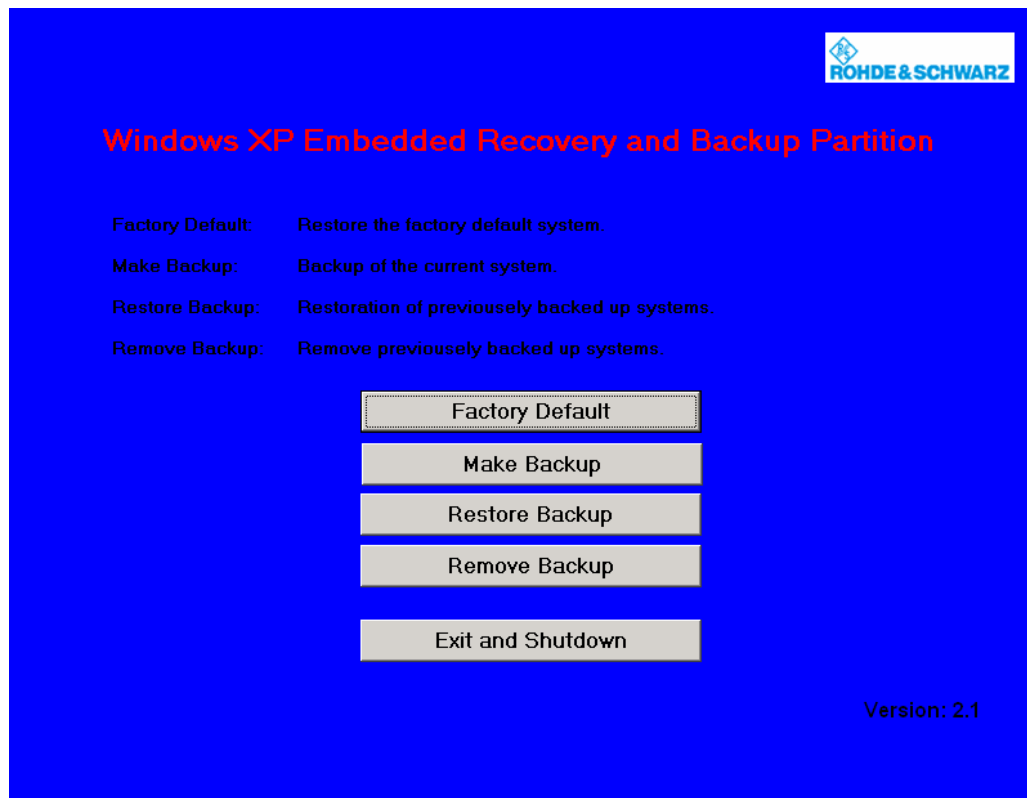 ROHDE & SCHWARZ
Windows XP Embedded Recovery and Backup Partition
Factory Default: Restore the factory default system.
Make Backup: Backup of the current system.
Restore Backup: Restoration of previousely backed up systems.
Remove Backup: Remove previousely backed up systems.
Factory Default
Make Backup
Restore Backup
Remove Backup
Exit and Shutdown
Version: 2.1